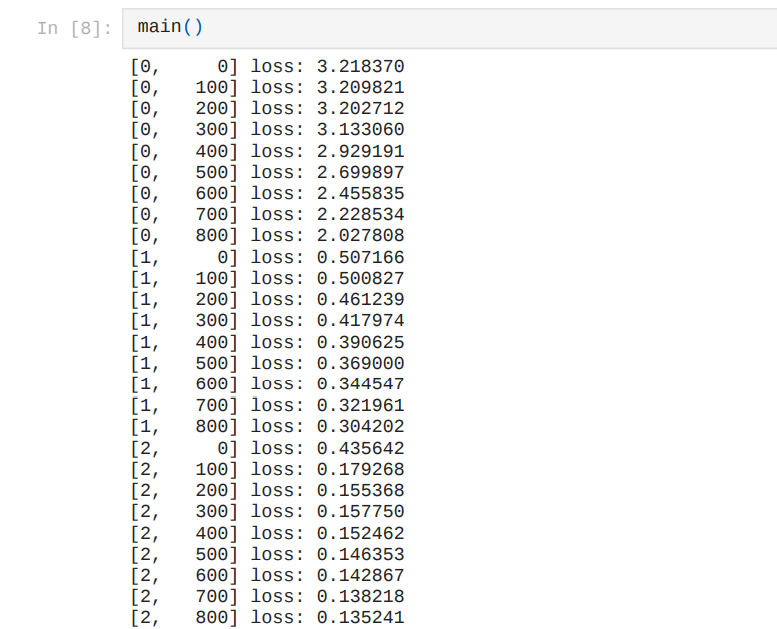 In [8]: main()
[0,     0] loss: 3.218370
[0,   100] loss: 3.209821
[0,   200] loss: 3.202712
[0,   300] loss: 3.133060
[0,   400] loss: 2.929191
[0,   500] loss: 2.699897
[0,   600] loss: 2.455835
[0,   700] loss: 2.228534
[0,   800] loss: 2.027808
[1,     0] loss: 0.507166
[1,   100] loss: 0.500827
[1,   200] loss: 0.461239
[1,   300] loss: 0.417974
[1,   400] loss: 0.390625
[1,   500] loss: 0.369000
[1,   600] loss: 0.344547
[1,   700] loss: 0.321961
[1,   800] loss: 0.304202
[2,     0] loss: 0.435642
[2,   100] loss: 0.179268
[2,   200] loss: 0.155368
[2,   300] loss: 0.157750
[2,   400] loss: 0.152462
[2,   500] loss: 0.146353
[2,   600] loss: 0.142867
[2,   700] loss: 0.138218
[2,   800] loss: 0.135241